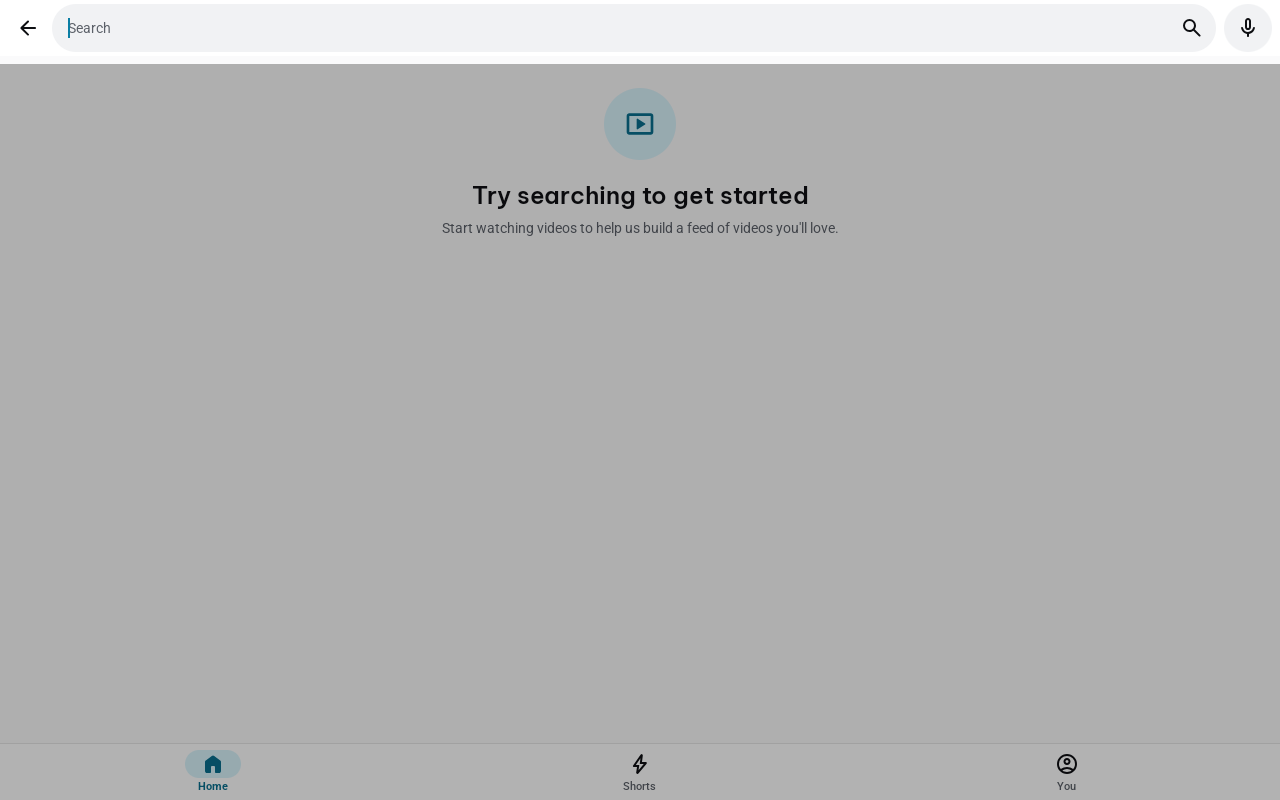 Search
Try searching to get started
Start watching videos to help us build a feed of videos you'll love.
Home
Shorts
You